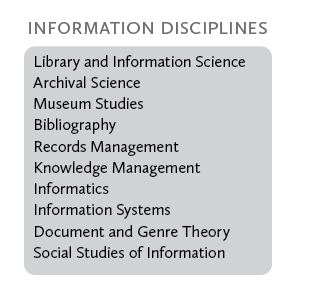 INFORMATION DISCIPLINES
Library and Information Science
Archival Science
Museum Studies
Bibliography
Records Management
Knowledge Management
Informatics
Information Systems
Document and Genre Theory
Social Studies of Information